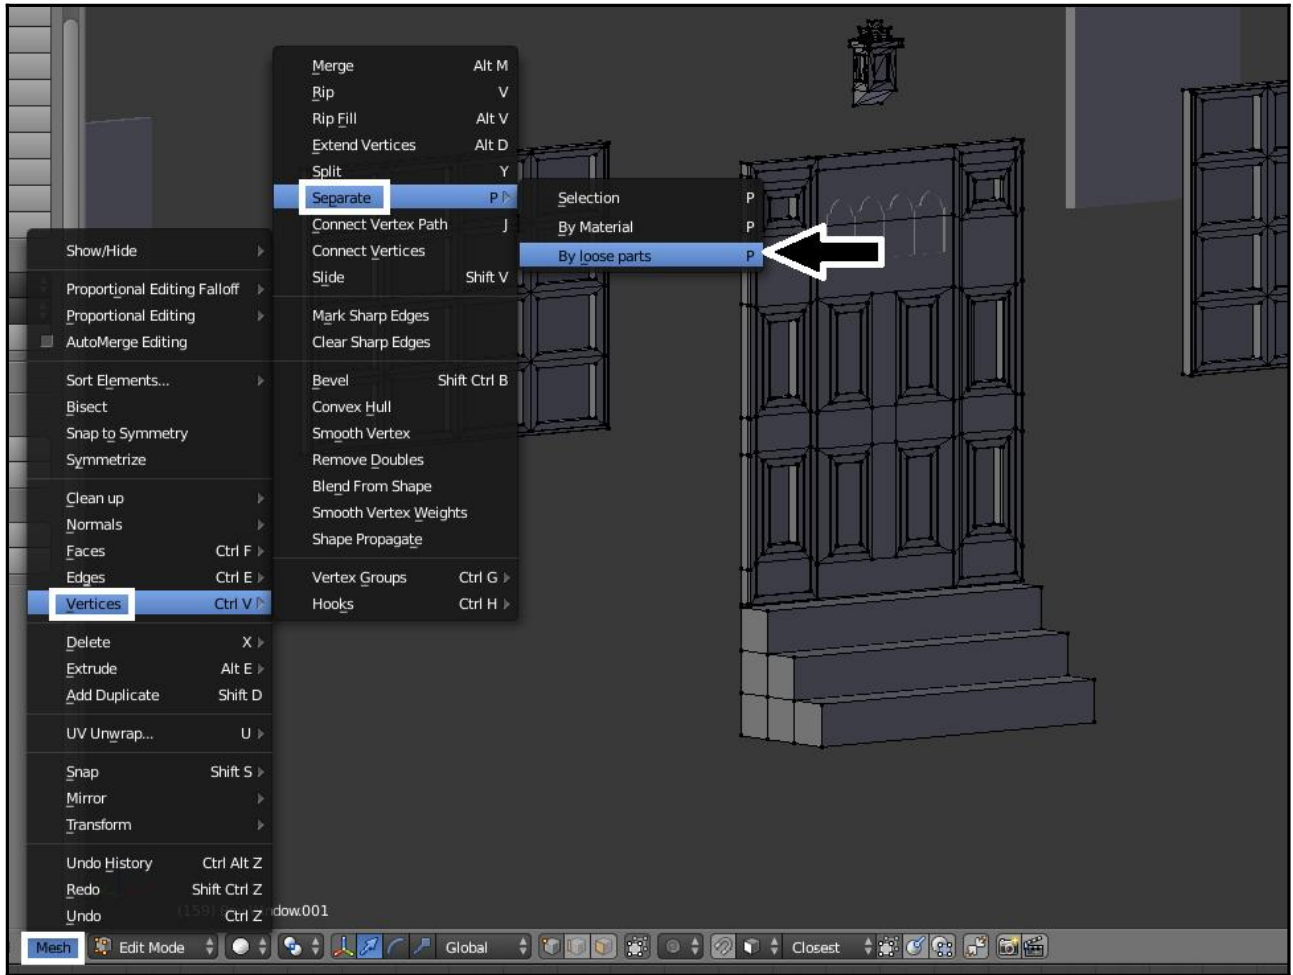 Merge Alt M
Rip V
Rip Fill Alt V
Extend Vertices Alt D
Split Y
Separate P
Connect Vertex Path J
Connect Vertices
Slide Shift V
Mark Sharp Edges
Clear Sharp Edges
Bevel Shift Ctrl B
Convex Hull
Smooth Vertex
Remove Doubles
Blend From Shape
Smooth Vertex Weights
Shape Propagate
Vertex Groups Ctrl G
Hooks Ctrl H
Selection P
By Material P
By loose parts P
Show/Hide
Proportional Editing Falloff
Proportional Editing
AutoMerge Editing
Sort Elements...
Bisect
Snap to Symmetry
Symmetrize
Clean up
Normals
Faces Ctrl F
Edges Ctrl E
Vertices Ctrl V
Delete X
Extrude Alt E
Add Duplicate Shift D
UV Unwrap... U
Snap Shift S
Mirror
Transform
Undo History Ctrl Alt Z
Redo Shift Ctrl Z
Undo Ctrl Z
(159) ndow.001
Mesh Edit Mode Global Closest